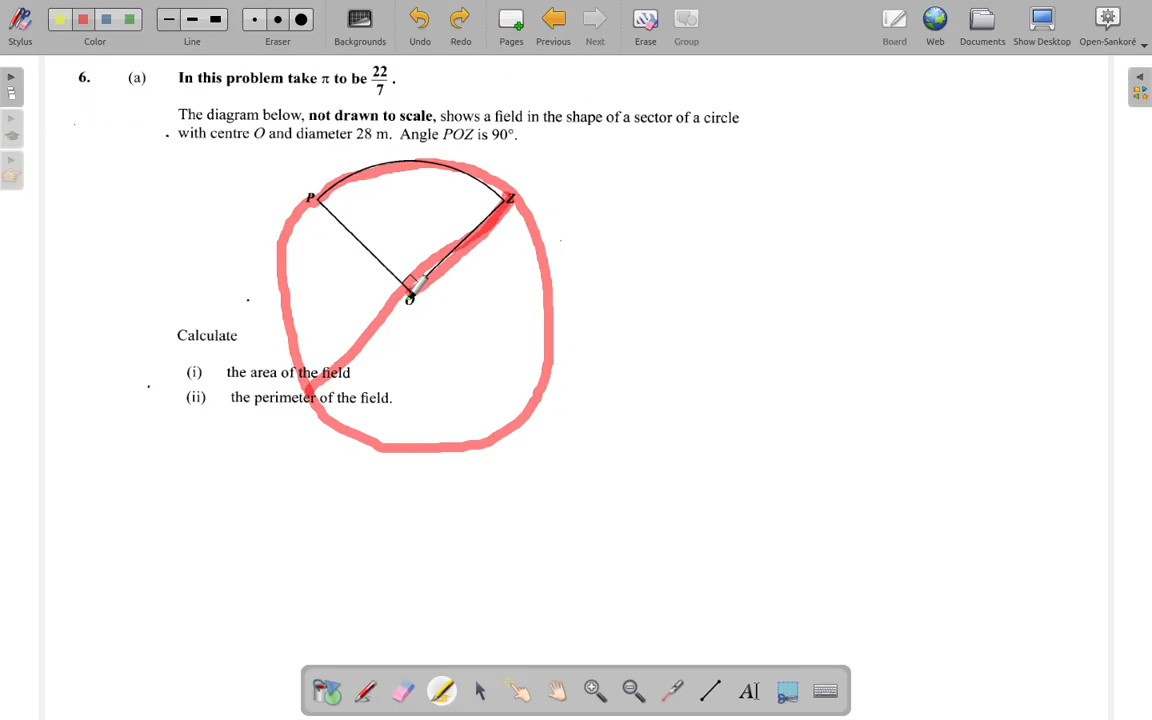 Stylus
Color
Line
Eraser
Backgrounds
Undo
Redo
Pages
Previous
Next
Erase
Group
Board
Web
Documents
Show Desktop
Open-Sankoré
6. (a) In this problem take π to be 22/7 .
The diagram below, not drawn to scale, shows a field in the shape of a sector of a circle
with centre O and diameter 28 m. Angle POZ is 90°.
P
Z
O
Calculate
(i) the area of the field
(ii) the perimeter of the field.
AI